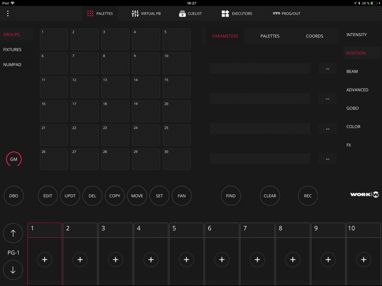 iPad 18:27 30 %
PALETTES VIRTUAL PB CUELIST EXECUTORS PROG/OUT
GROUPS
FIXTURES
NUMPAD
1 2 3 4 5
6 7 8 9 10
11 12 13 14 15
16 17 18 19 20
21 22 23 24 25
26 27 28 29 30
PARAMETERS PALETTES COORDS
...
...
...
...
INTENSITY
POSITION
BEAM
ADVANCED
GOBO
COLOR
FX
GM
DBO EDIT UPDT DEL COPY MOVE SET FAN FIND CLEAR REC WORK
PG-1
1 2 3 4 5 6 7 8 9 10
+ + + + + + + + + +